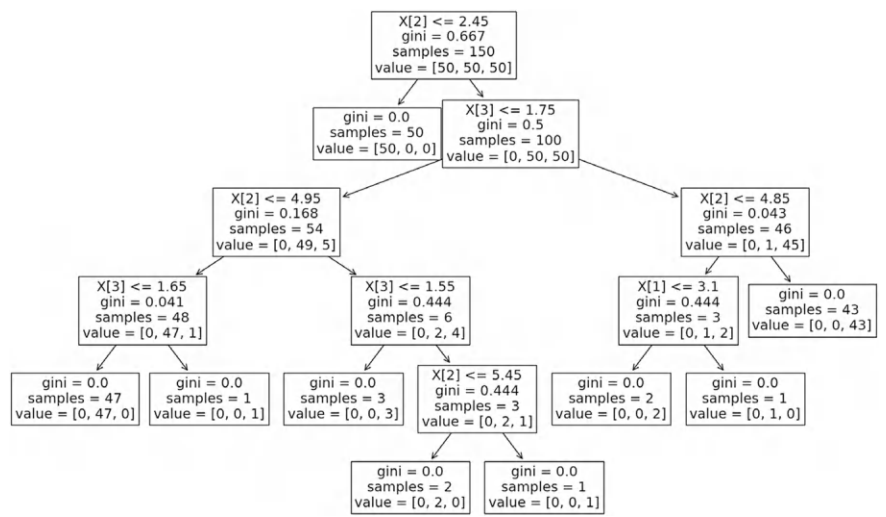 X[2] <= 2.45
gini = 0.667
samples = 150
value = [50, 50, 50]
gini = 0.0
samples = 50
value = [50, 0, 0]
X[3] <= 1.75
gini = 0.5
samples = 100
value = [0, 50, 50]
X[2] <= 4.95
gini = 0.168
samples = 54
value = [0, 49, 5]
X[2] <= 4.85
gini = 0.043
samples = 46
value = [0, 1, 45]
X[3] <= 1.65
gini = 0.041
samples = 48
value = [0, 47, 1]
X[3] <= 1.55
gini = 0.444
samples = 6
value = [0, 2, 4]
X[1] <= 3.1
gini = 0.444
samples = 3
value = [0, 1, 2]
gini = 0.0
samples = 43
value = [0, 0, 43]
gini = 0.0
samples = 47
value = [0, 47, 0]
gini = 0.0
samples = 1
value = [0, 0, 1]
gini = 0.0
samples = 3
value = [0, 0, 3]
X[2] <= 5.45
gini = 0.444
samples = 3
value = [0, 2, 1]
gini = 0.0
samples = 2
value = [0, 0, 2]
gini = 0.0
samples = 1
value = [0, 1, 0]
gini = 0.0
samples = 2
value = [0, 2, 0]
gini = 0.0
samples = 1
value = [0, 0, 1]